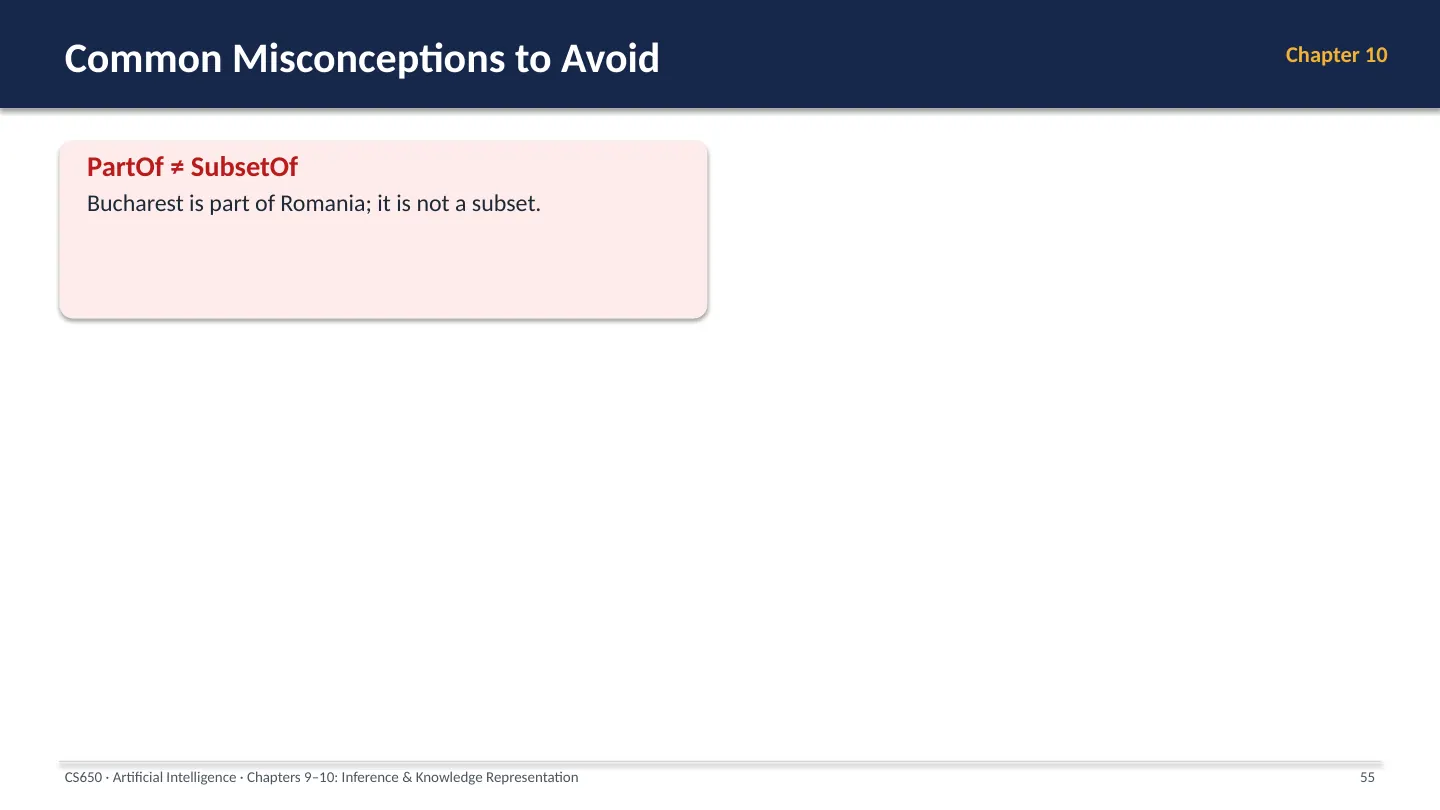 Common Misconceptions to Avoid
Chapter 10
PartOf ≠ SubsetOf
Bucharest is part of Romania; it is not a subset.
CS650 · Artificial Intelligence · Chapters 9–10: Inference & Knowledge Representation
55